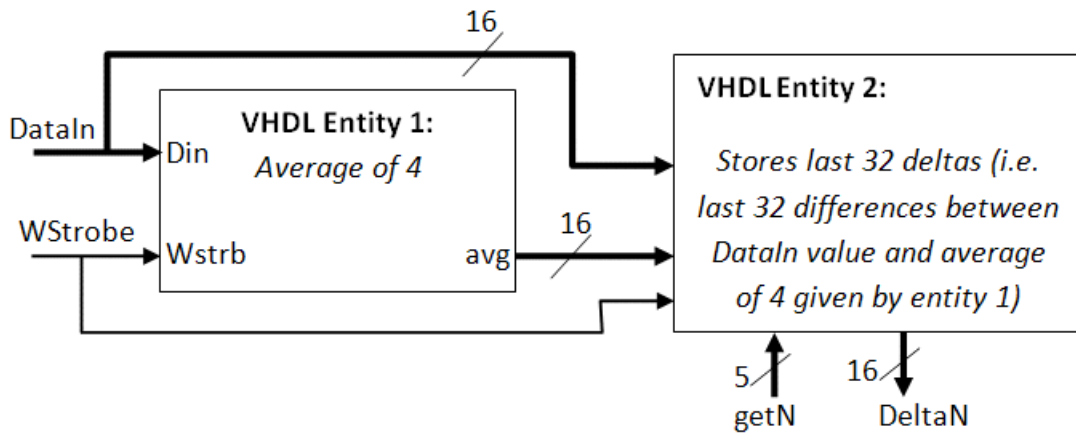 16
DataIn
VHDL Entity 1:
Din
Average of 4
WStrobe
Wstrb
avg
16
VHDL Entity 2:
Stores last 32 deltas (i.e.
last 32 differences between
DataIn value and average
of 4 given by entity 1)
5
16
getN
DeltaN